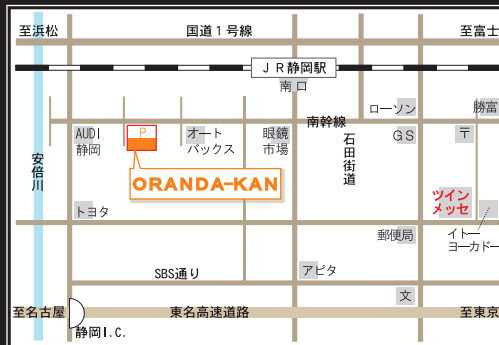 至浜松
国道1号線
至富士
JR静岡駅
南口
ローソン
勝富
南幹線
AUDI
静岡
P
オート
バックス
眼鏡
市場
石田街道
GS
〒
安倍川
ORANDA-KAN
ツイン
メッセ
トヨタ
郵便局
イトー
ヨーカドー
SBS通り
アピタ
文
至名古屋
東名高速道路
至東京
静岡I.C.